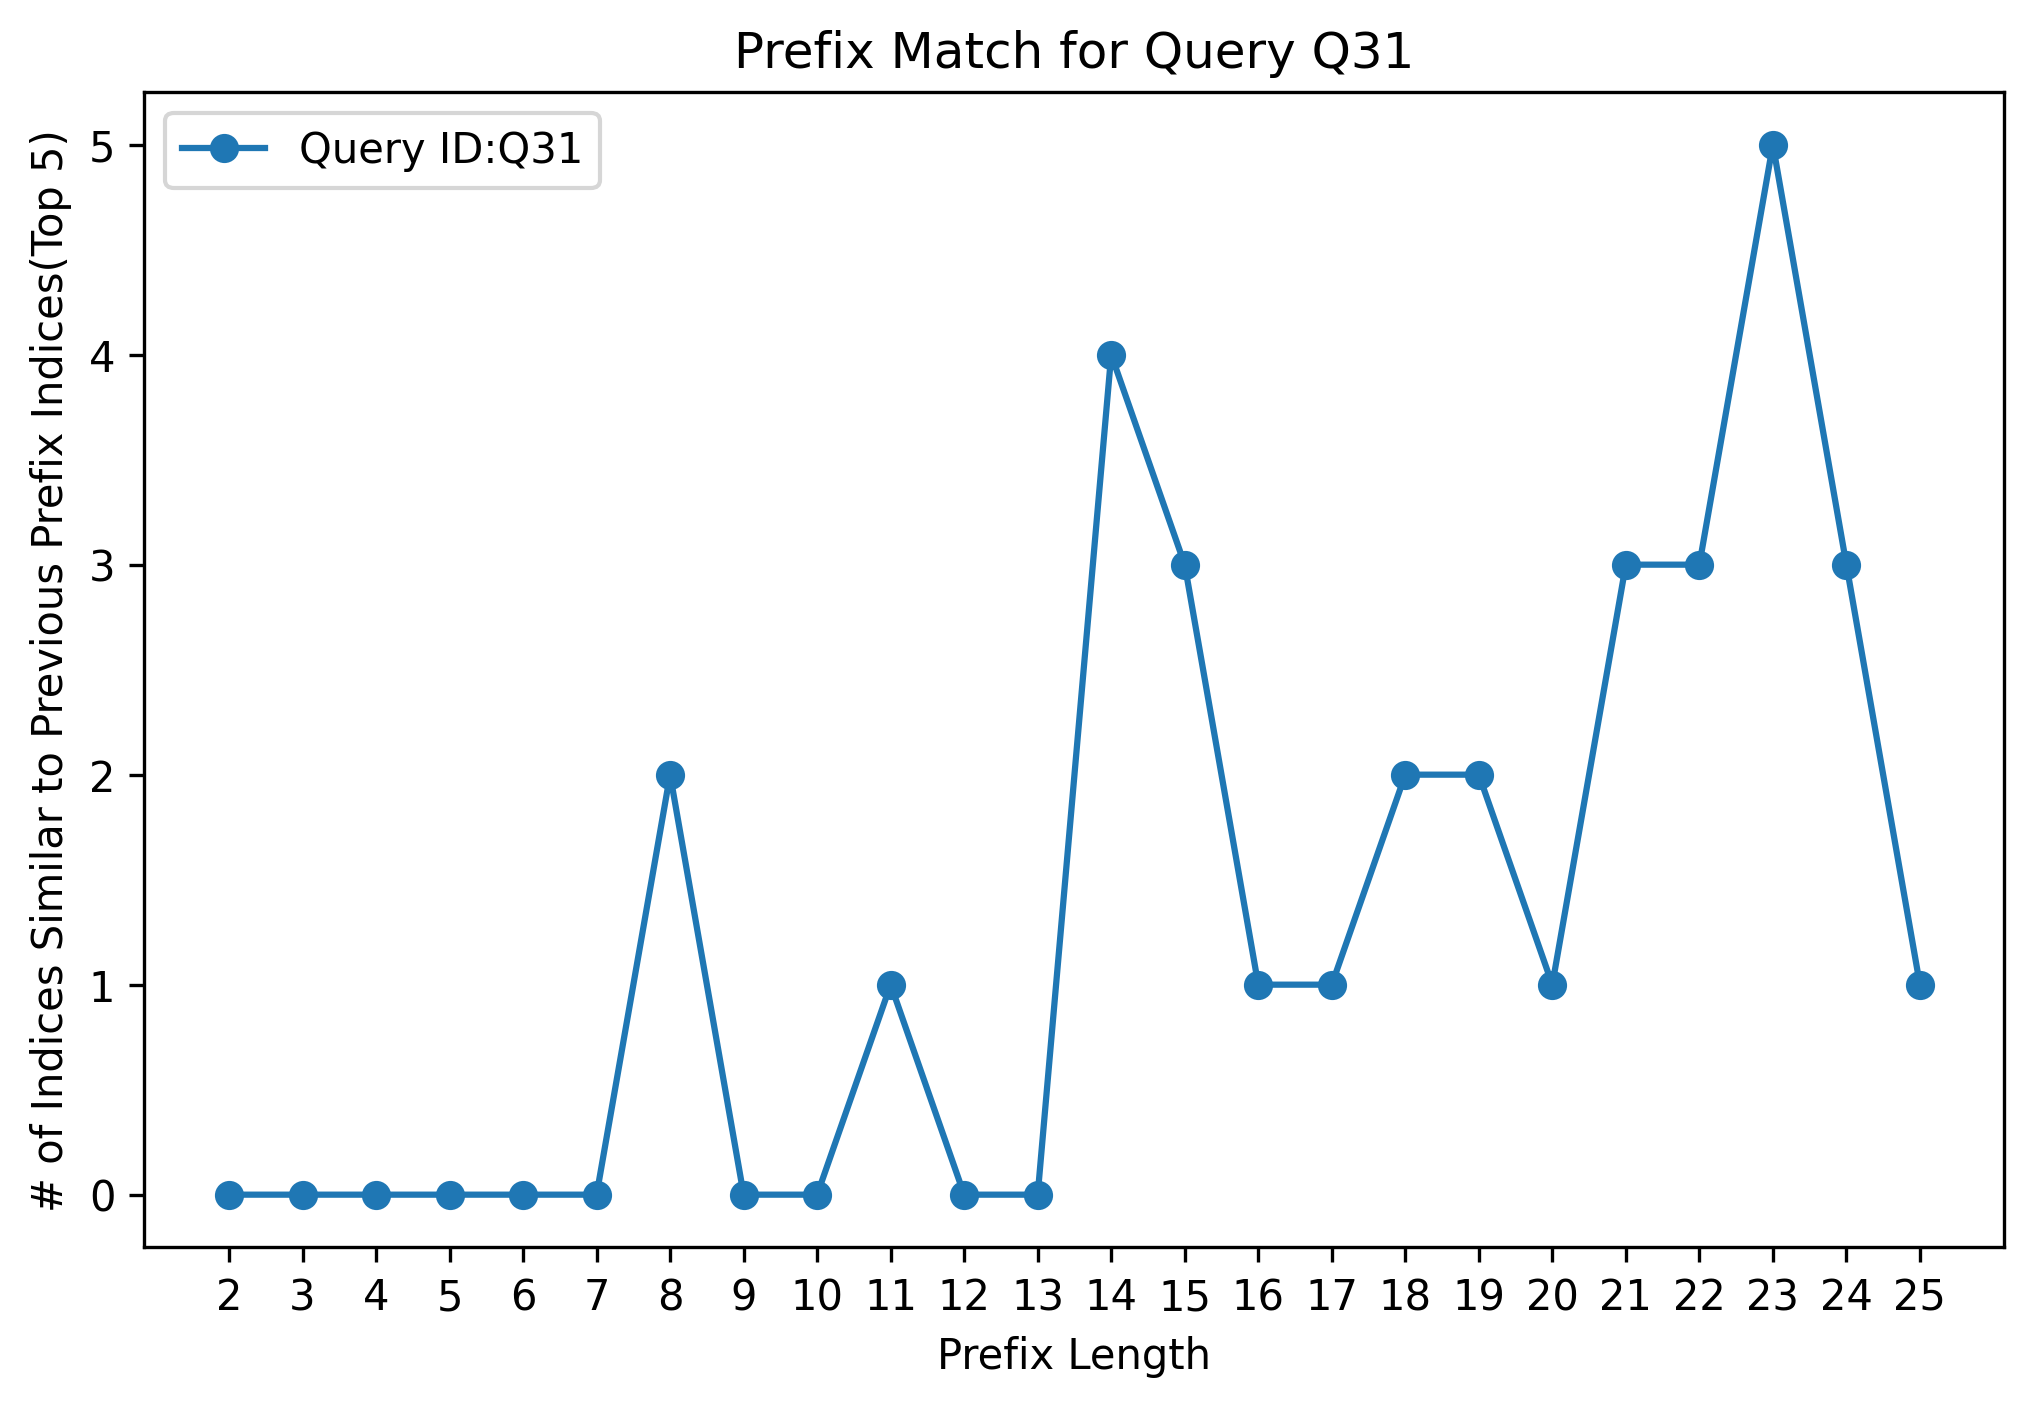 Prefix Match for Query Q31
Query ID:Q31
# of Indices Similar to Previous Prefix Indices(Top 5)
5
4
3
2
1
0
2 3 4 5 6 7 8 9 10 11 12 13 14 15 16 17 18 19 20 21 22 23 24 25
Prefix Length